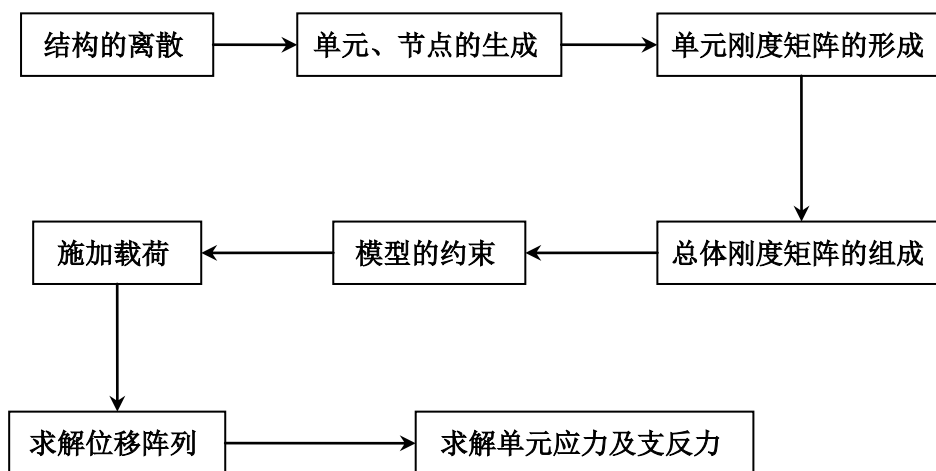 结构的离散
单元、节点的生成
单元刚度矩阵的形成
总体刚度矩阵的组成
模型的约束
施加载荷
求解位移阵列
求解单元应力及支反力